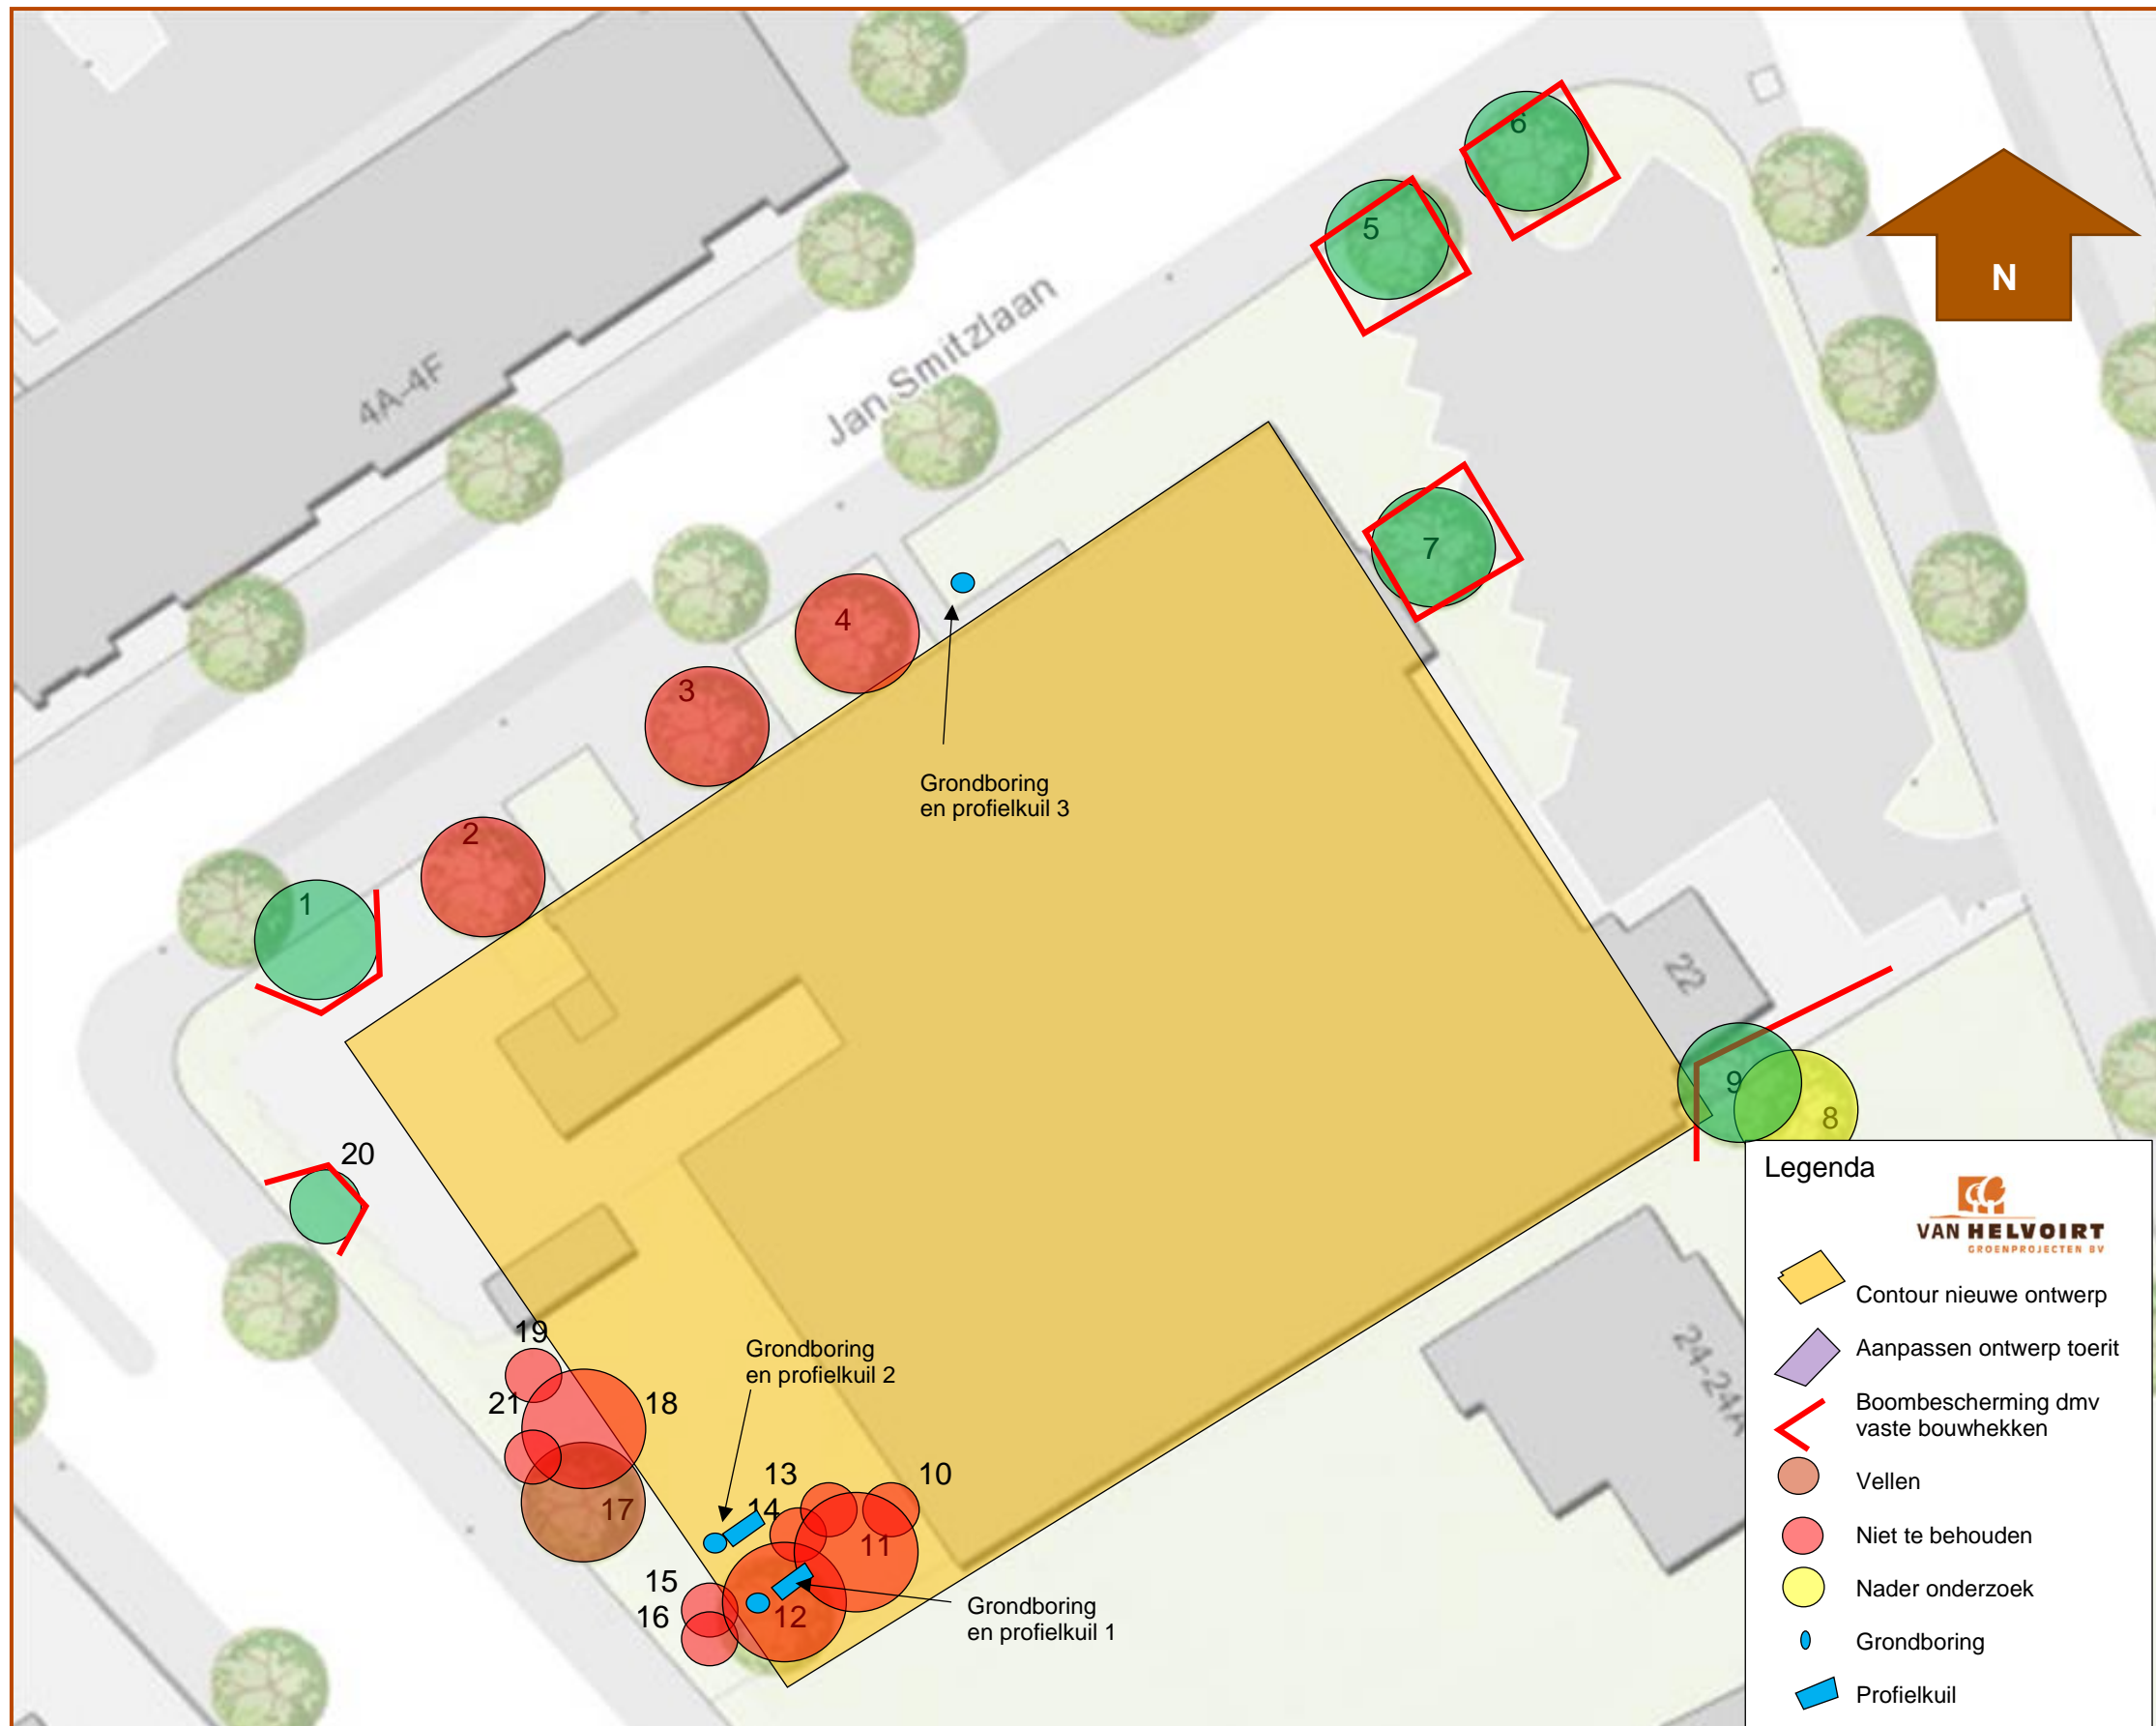 6
5
N
4A-4F
Jan Smitzlaan
7
4
3
Grondboring
en profielkuil 3
2
1
22
9
8
20
Legenda
VAN HELVOIRT
GROENPROJECTEN BV
Contour nieuwe ontwerp
Aanpassen ontwerp toerit
Boombescherming dmv
vaste bouwhekken
Vellen
Niet te behouden
Nader onderzoek
Grondboring
Profielkuil
24-24A
19
Grondboring
en profielkuil 2
21
18
17
13
10
14
11
15
16
12
Grondboring
en profielkuil 1